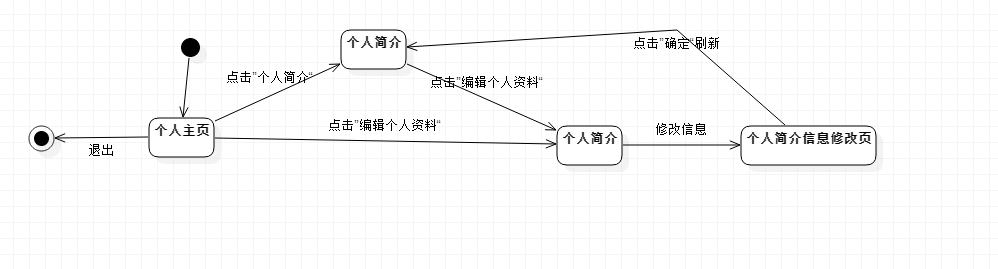 个人简介
点击”确定“刷新
点击”个人简介“
点击”编辑个人资料“
点击”编辑个人资料“
个人主页
修改信息
个人简介
个人简介信息修改页
退出